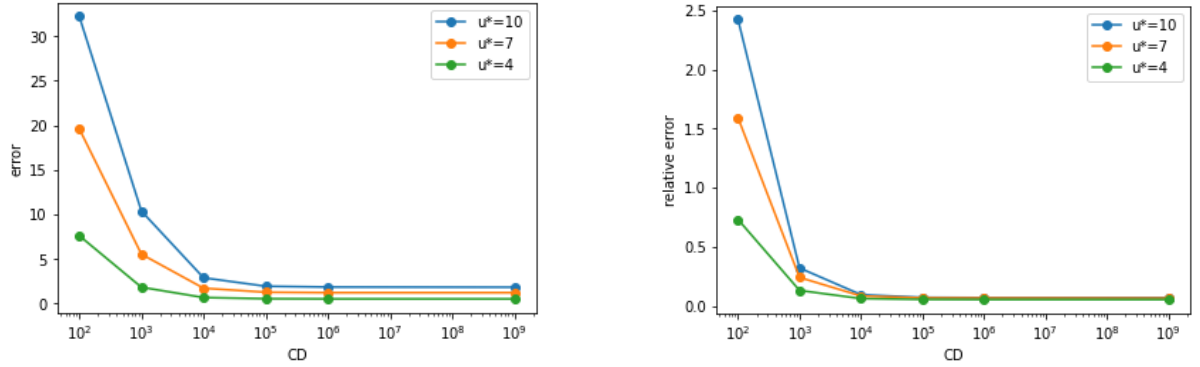 error
30
25
20
15
10
5
0
10²
10³
10⁴
10⁵
10⁶
10⁷
10⁸
10⁹
CD
u*=10
u*=7
u*=4
relative error
2.5
2.0
1.5
1.0
0.5
0.0
10²
10³
10⁴
10⁵
10⁶
10⁷
10⁸
10⁹
CD
u*=10
u*=7
u*=4